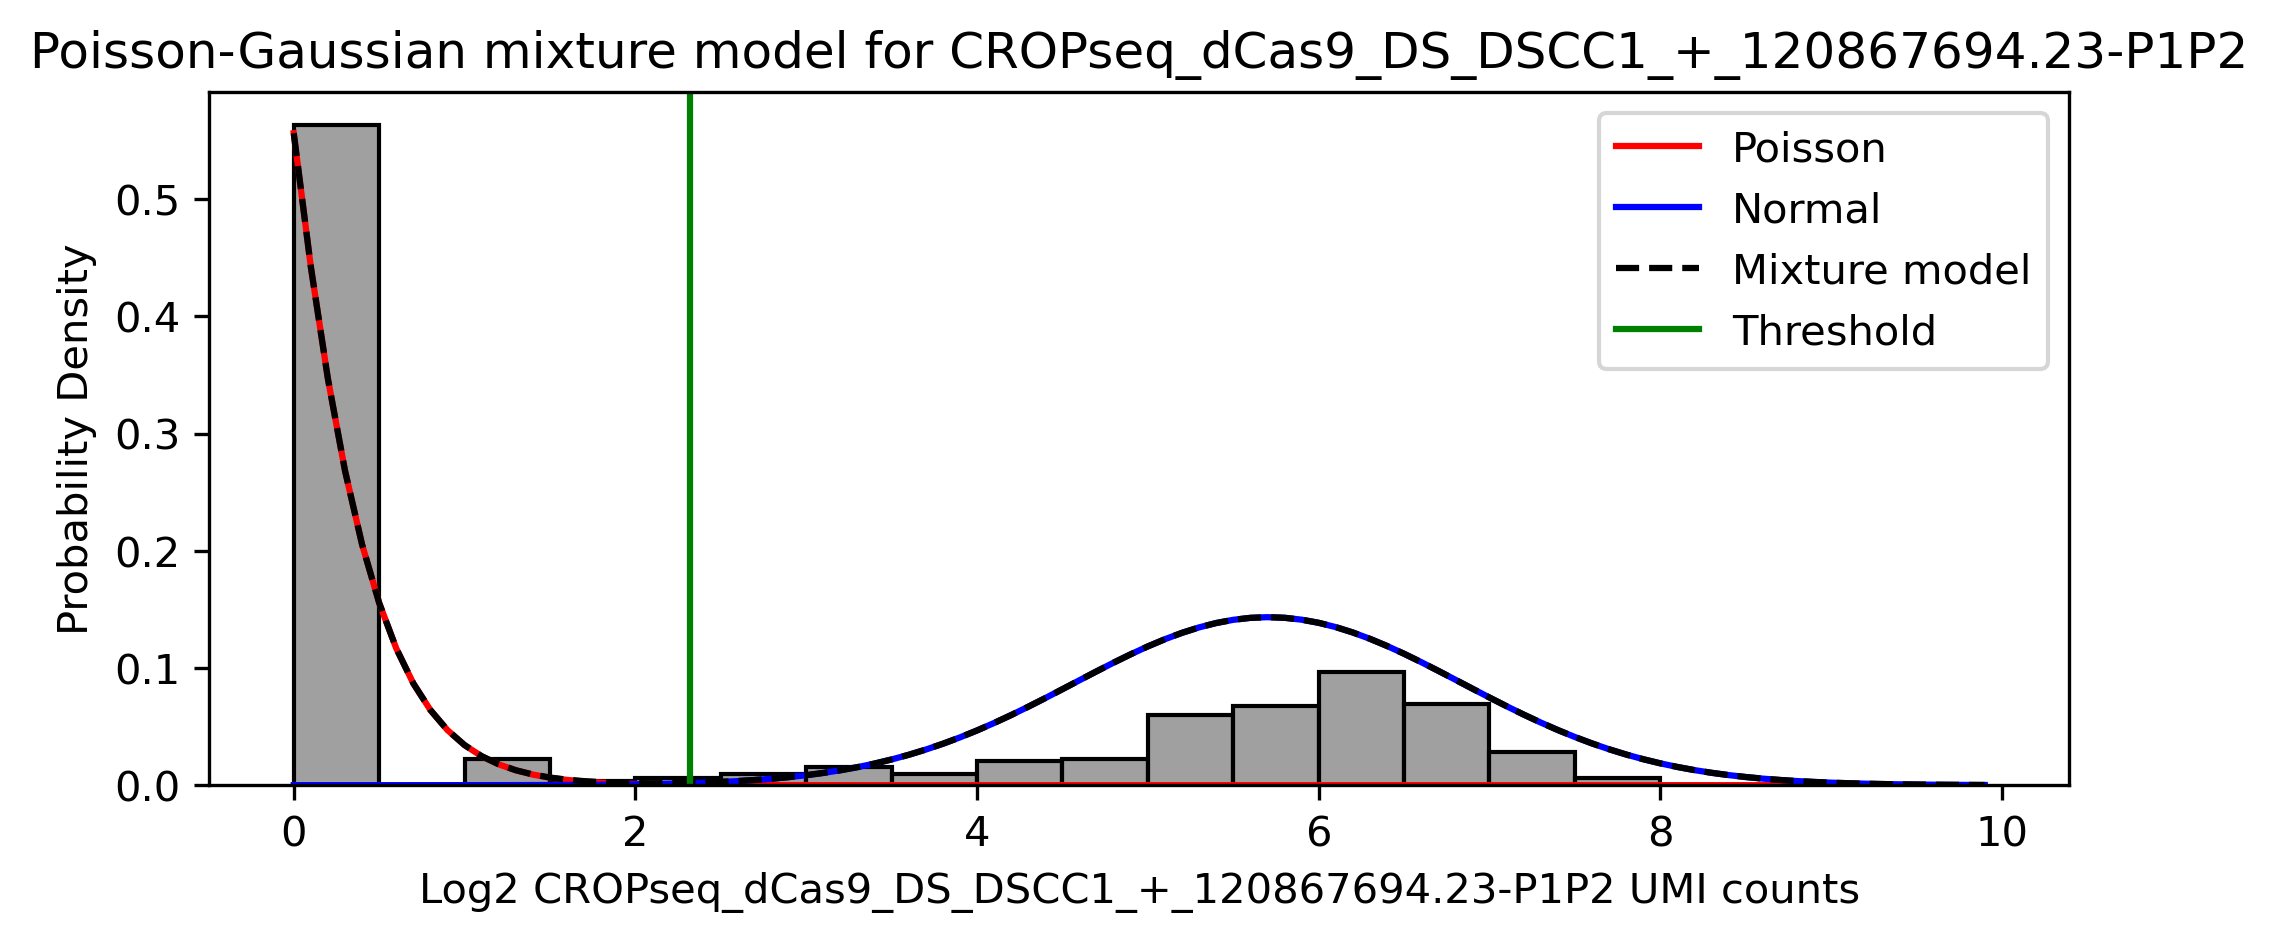 Poisson-Gaussian mixture model for CROPseq_dCas9_DS_DSCC1_+_120867694.23-P1P2
Poisson
Normal
Mixture model
Threshold
Probability Density
0.5
0.4
0.3
0.2
0.1
0.0
0 2 4 6 8 10
Log2 CROPseq_dCas9_DS_DSCC1_+_120867694.23-P1P2 UMI counts